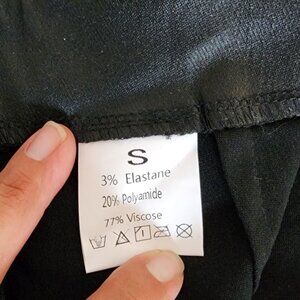 S
3% Elastane
20% Polyamide
77% Viscose